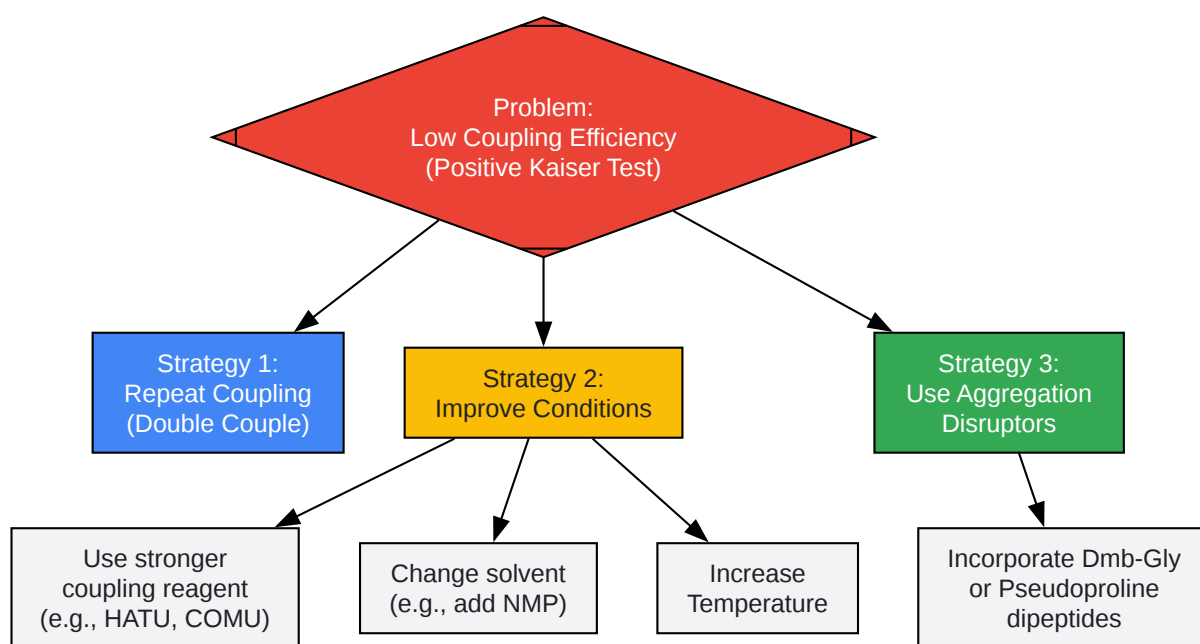 Problem:
Low Coupling Efficiency
(Positive Kaiser Test)
Strategy 1:
Repeat Coupling
(Double Couple)
Strategy 2:
Improve Conditions
Strategy 3:
Use Aggregation
Disruptors
Use stronger
coupling reagent
(e.g., HATU, COMU)
Change solvent
(e.g., add NMP)
Increase
Temperature
Incorporate Dmb-Gly
or Pseudoproline
dipeptides